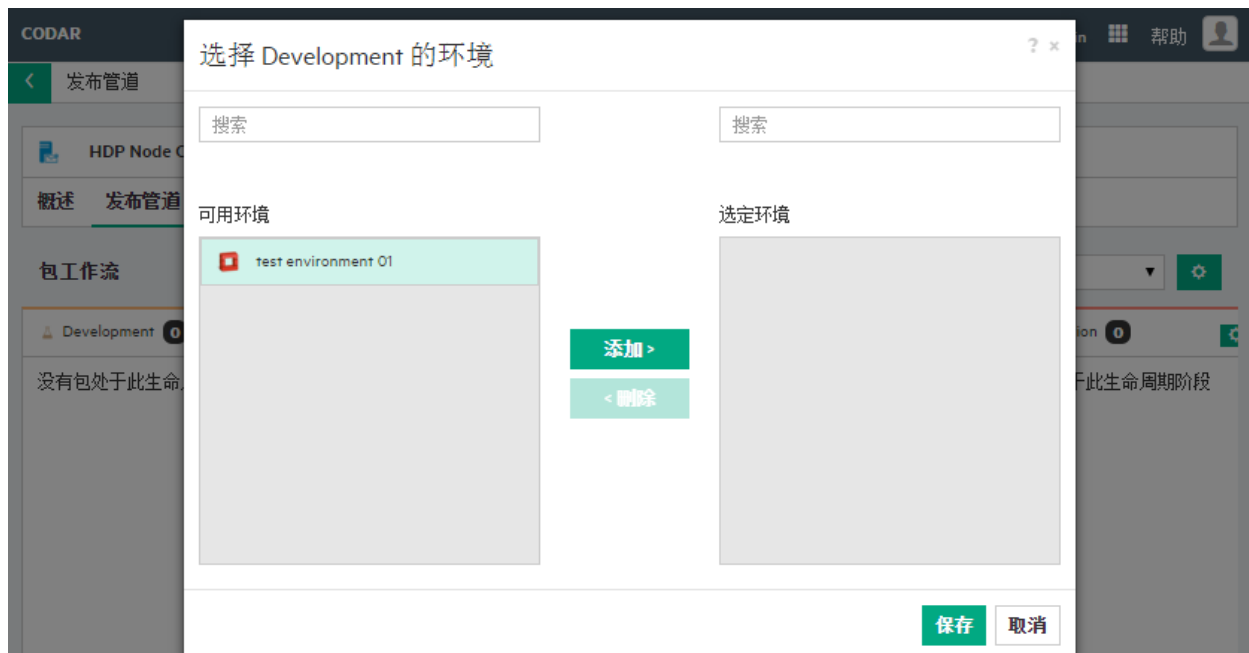 CODAR
帮助
发布管道
选择 Development 的环境
? ×
搜索
搜索
HDP Node
概述 发布管道
可用环境
选定环境
test environment 01
包工作流
添加 >
< 删除
Development 0
ion 0
没有包处于此生命
于此生命周期阶段
保存 取消